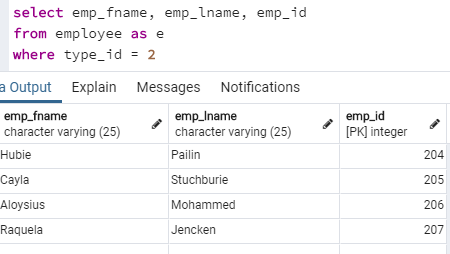 select emp_fname, emp_lname, emp_id
from employee as e
where type_id = 2
a Output Explain Messages Notifications
emp_fname emp_lname emp_id
character varying (25) character varying (25) [PK] integer
Hubie Pailin 204
Cayla Stuchburie 205
Aloysius Mohammed 206
Raquela Jencken 207